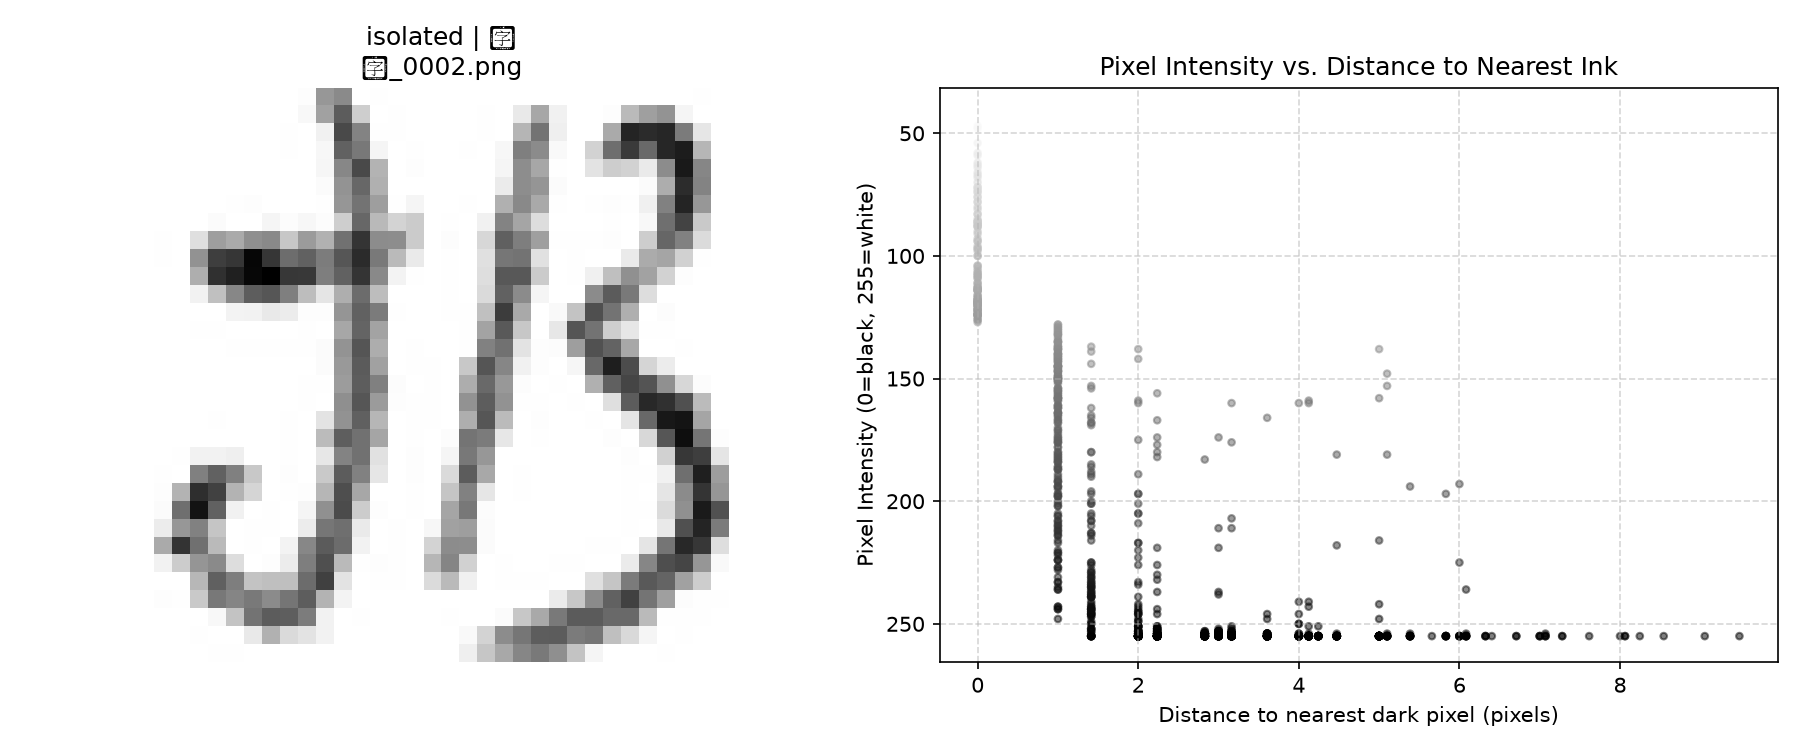 isolated |
_0002.png
Pixel Intensity vs. Distance to Nearest Ink
Pixel Intensity (0=black, 255=white)
50
100
150
200
250
0 2 4 6 8
Distance to nearest dark pixel (pixels)